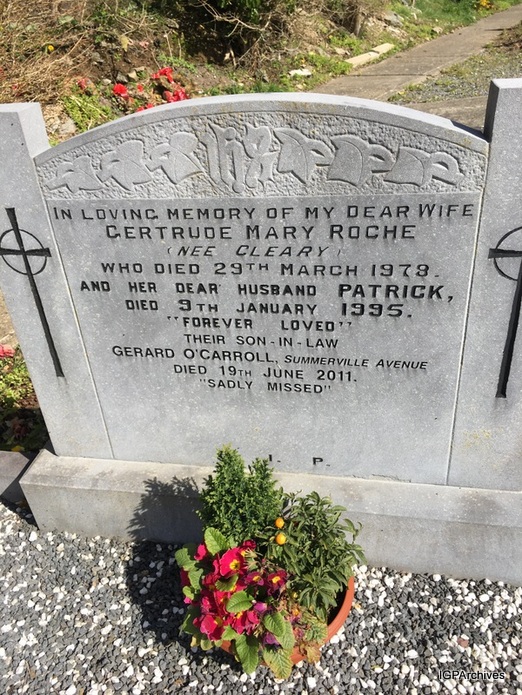 IN LOVING MEMORY OF MY DEAR WIFE
GERTRUDE MARY ROCHE
(NEE CLEARY)
WHO DIED 29TH MARCH 1978.
AND HER DEAR HUSBAND PATRICK,
DIED 9TH JANUARY 1995.
"FOREVER LOVED"
THEIR SON-IN-LAW
GERARD O'CARROLL, SUMMERVILLE AVENUE
DIED 19TH JUNE 2011.
"SADLY MISSED"
I. P.
IGPArchives